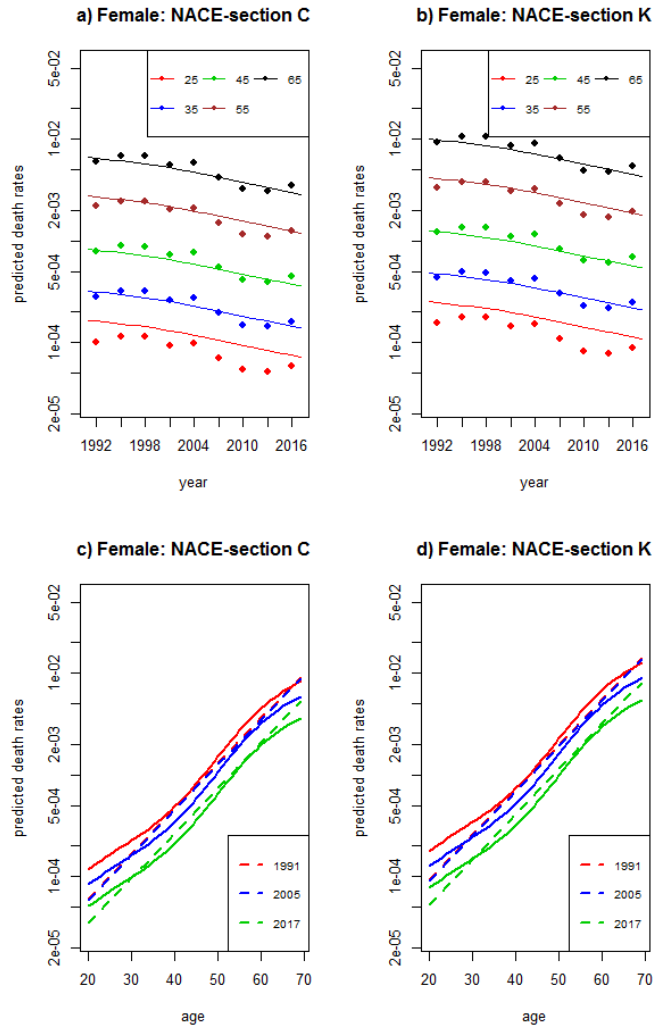 a) Female: NACE-section C
b) Female: NACE-section K
predicted death rates
5e-02
1e-02
2e-03
5e-04
1e-04
2e-05
25 45 65
35 55
1992 1998 2004 2010 2016
year
predicted death rates
5e-02
1e-02
2e-03
5e-04
1e-04
2e-05
25 45 65
35 55
1992 1998 2004 2010 2016
year
c) Female: NACE-section C
d) Female: NACE-section K
predicted death rates
5e-02
1e-02
2e-03
5e-04
1e-04
2e-05
1991
2005
2017
20 30 40 50 60 70
age
predicted death rates
5e-02
1e-02
2e-03
5e-04
1e-04
2e-05
1991
2005
2017
20 30 40 50 60 70
age